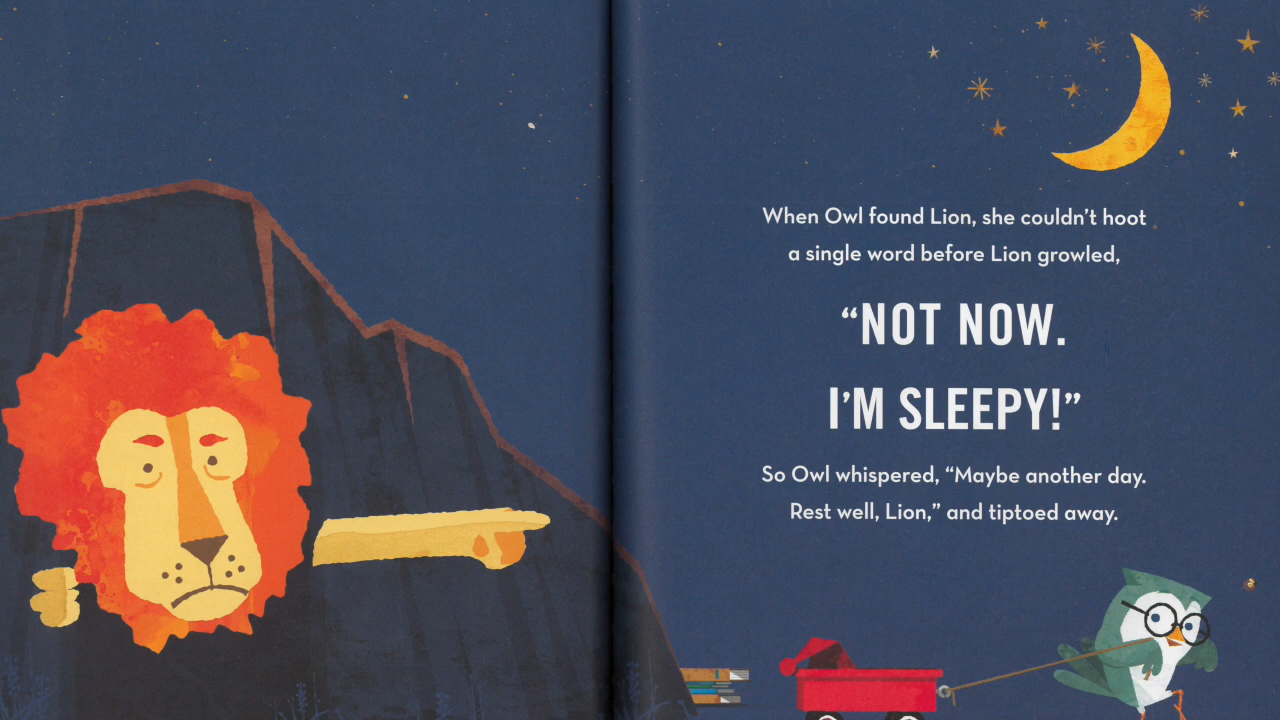 When Owl found Lion, she couldn’t hoot
a single word before Lion growled,
“NOT NOW.
I’M SLEEPY!”
So Owl whispered, “Maybe another day.
Rest well, Lion,” and tiptoed away.